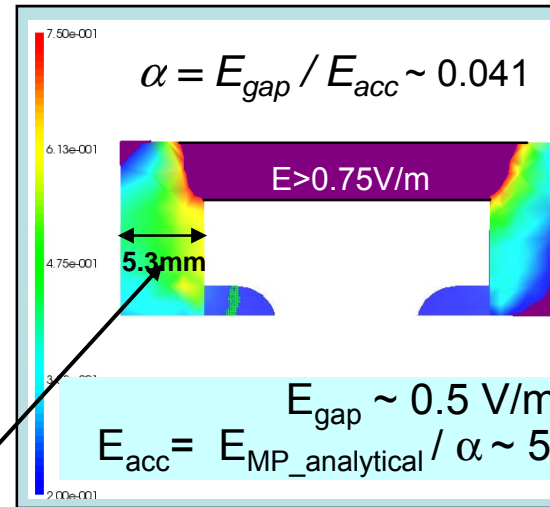 7.50e-001
α = E_gap / E_acc ~ 0.041
6.13e-001
E>0.75V/m
4.75e-001
5.3mm
E_gap ~ 0.5 V/m
E_acc = E_MP_analytical / α ~ 5
2.00e-001